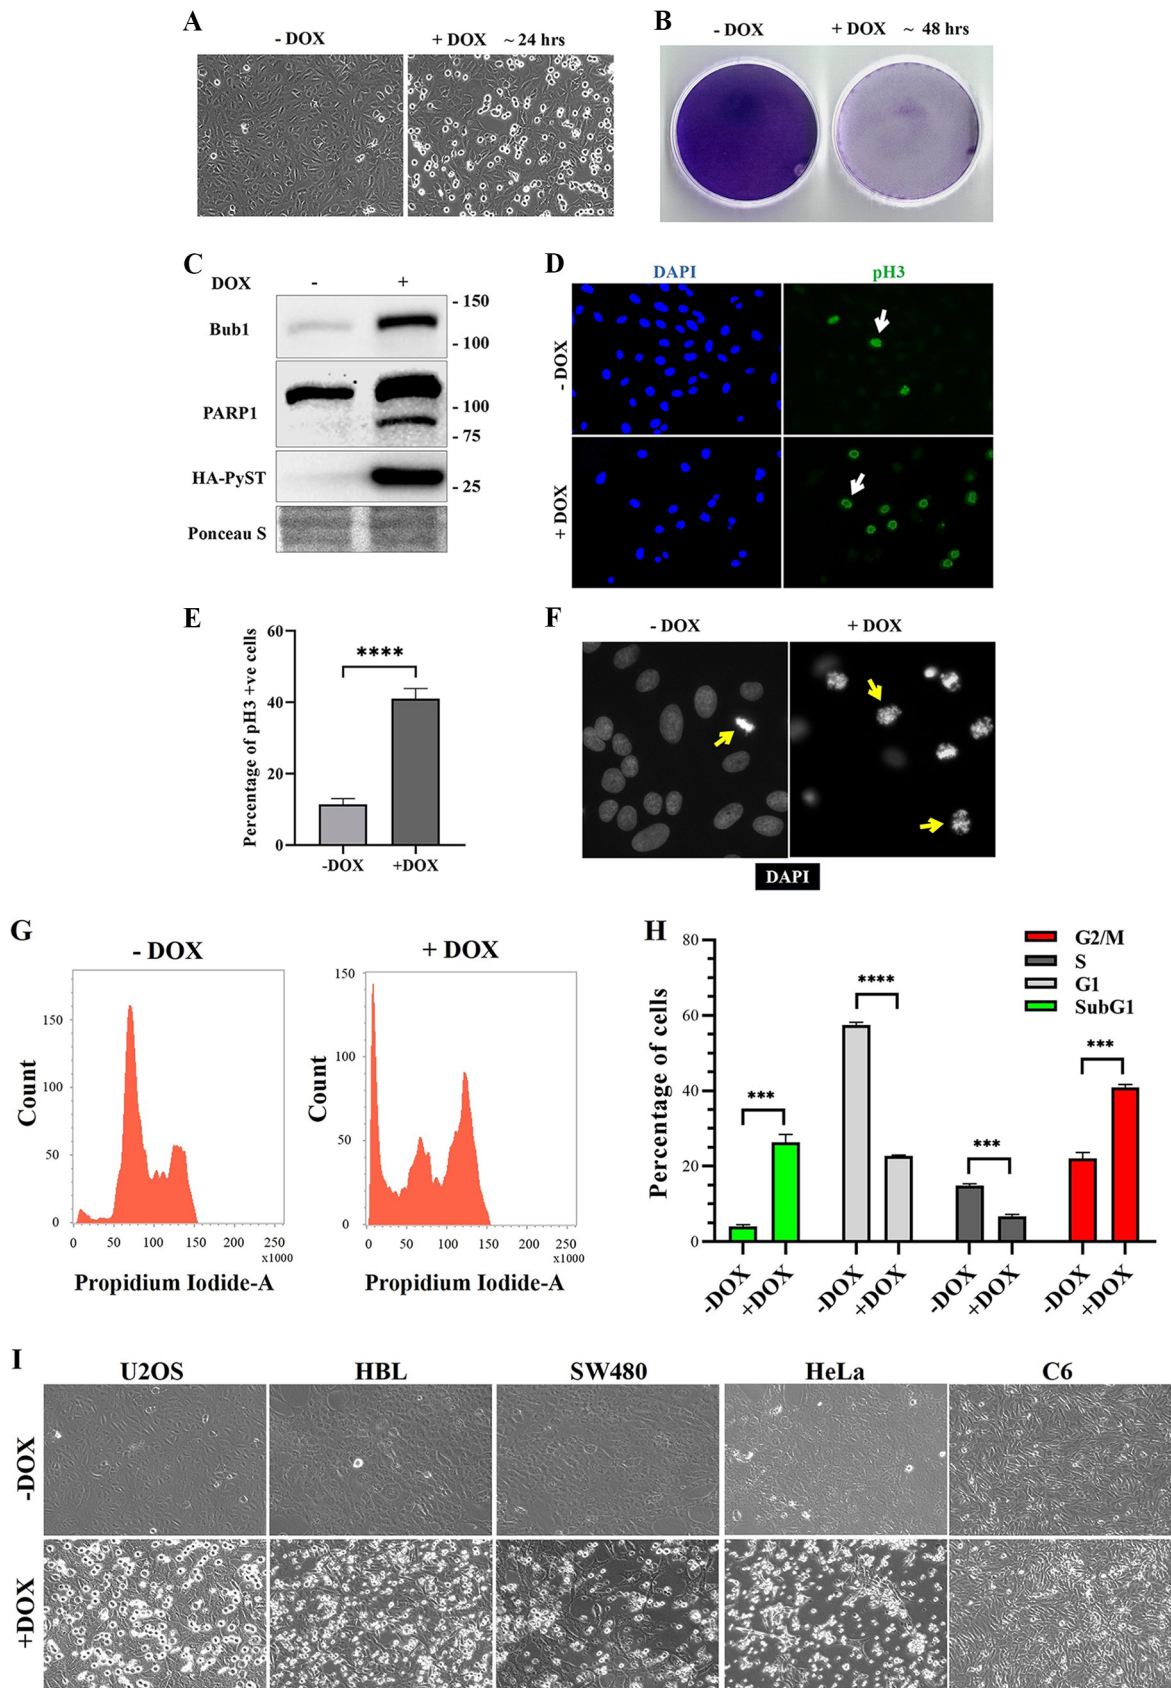 A
- DOX
+ DOX ~ 24 hrs
B
- DOX
+ DOX ~ 48 hrs
C
DOX - +
Bub1
- 150
- 100
PARP1
- 100
- 75
HA-PyST
- 25
Ponceau S
D
DAPI
pH3
- DOX
+ DOX
E
Percentage of pH3 +ve cells
60
40
20
0
****
-DOX
+DOX
F
- DOX
+ DOX
DAPI
G
- DOX
Count
150
100
50
0
0 50 100 150 200 250
x1000
Propidium Iodide-A
+ DOX
Count
150
100
50
0
0 50 100 150 200 250
x1000
Propidium Iodide-A
H
Percentage of cells
80
60
40
20
0
G2/M
S
G1
SubG1
***
****
***
***
-DOX
+DOX
-DOX
+DOX
-DOX
+DOX
-DOX
+DOX
I
U2OS
HBL
SW480
HeLa
C6
-DOX
+DOX